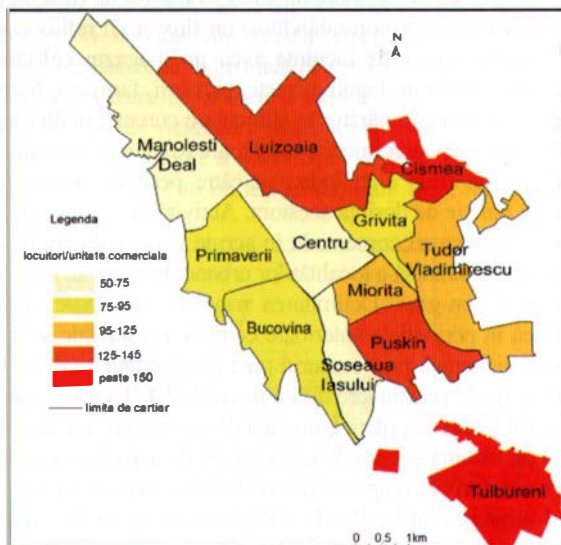 N
Manolesti
Deal
Luizoaia
Cismea
Legenda
Grivita
locuitori/unitate comerciala
Centru
Tudor
Vladimirescu
Primaverii
50-75
75-95
Miorita
95-125
Bucovina
Puskin
125-145
Soseaua
Iasului
peste 150
limita de cartier
Tulbureni
0 0,5 1km